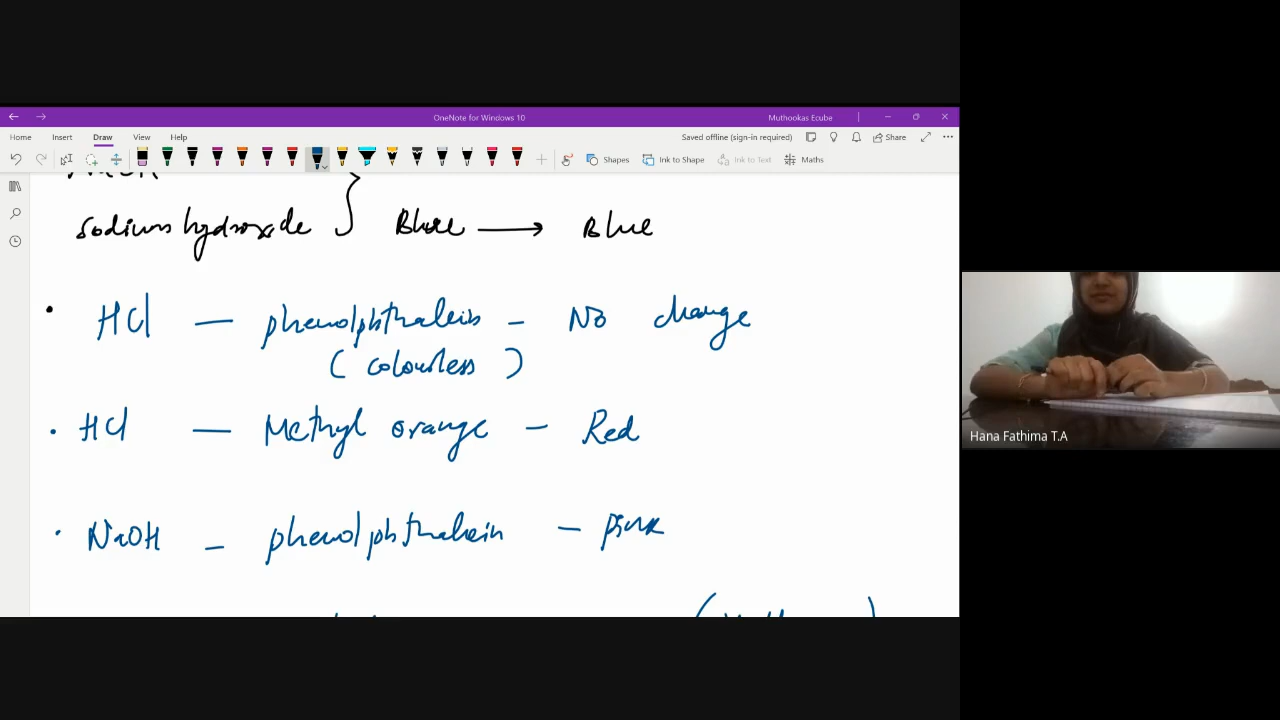 OneNote for Windows 10
Muthookas Ecube
Home Insert Draw View Help
Saved offline (sign-in required)
Share
Shapes
Ink to Shape
Ink to Text
Maths
NaOH
Sodium hydroxide } Blue → Blue
• HCl — phenolphthalein – No change
(colourless)
• HCl — Methyl orange – Red
• NaOH – phenolphthalein – pink
Hana Fathima T.A